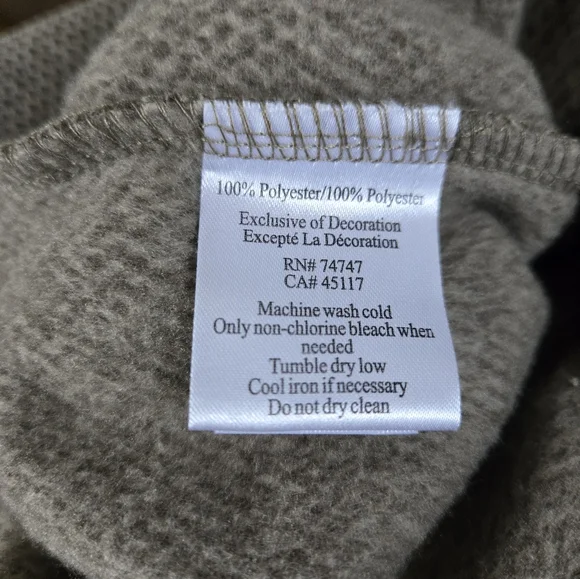 100% Polyester/100% Polyester
Exclusive of Decoration
Excepté La Décoration
RN# 74747
CA# 45117
Machine wash cold
Only non-chlorine bleach when
needed
Tumble dry low
Cool iron if necessary
Do not dry clean